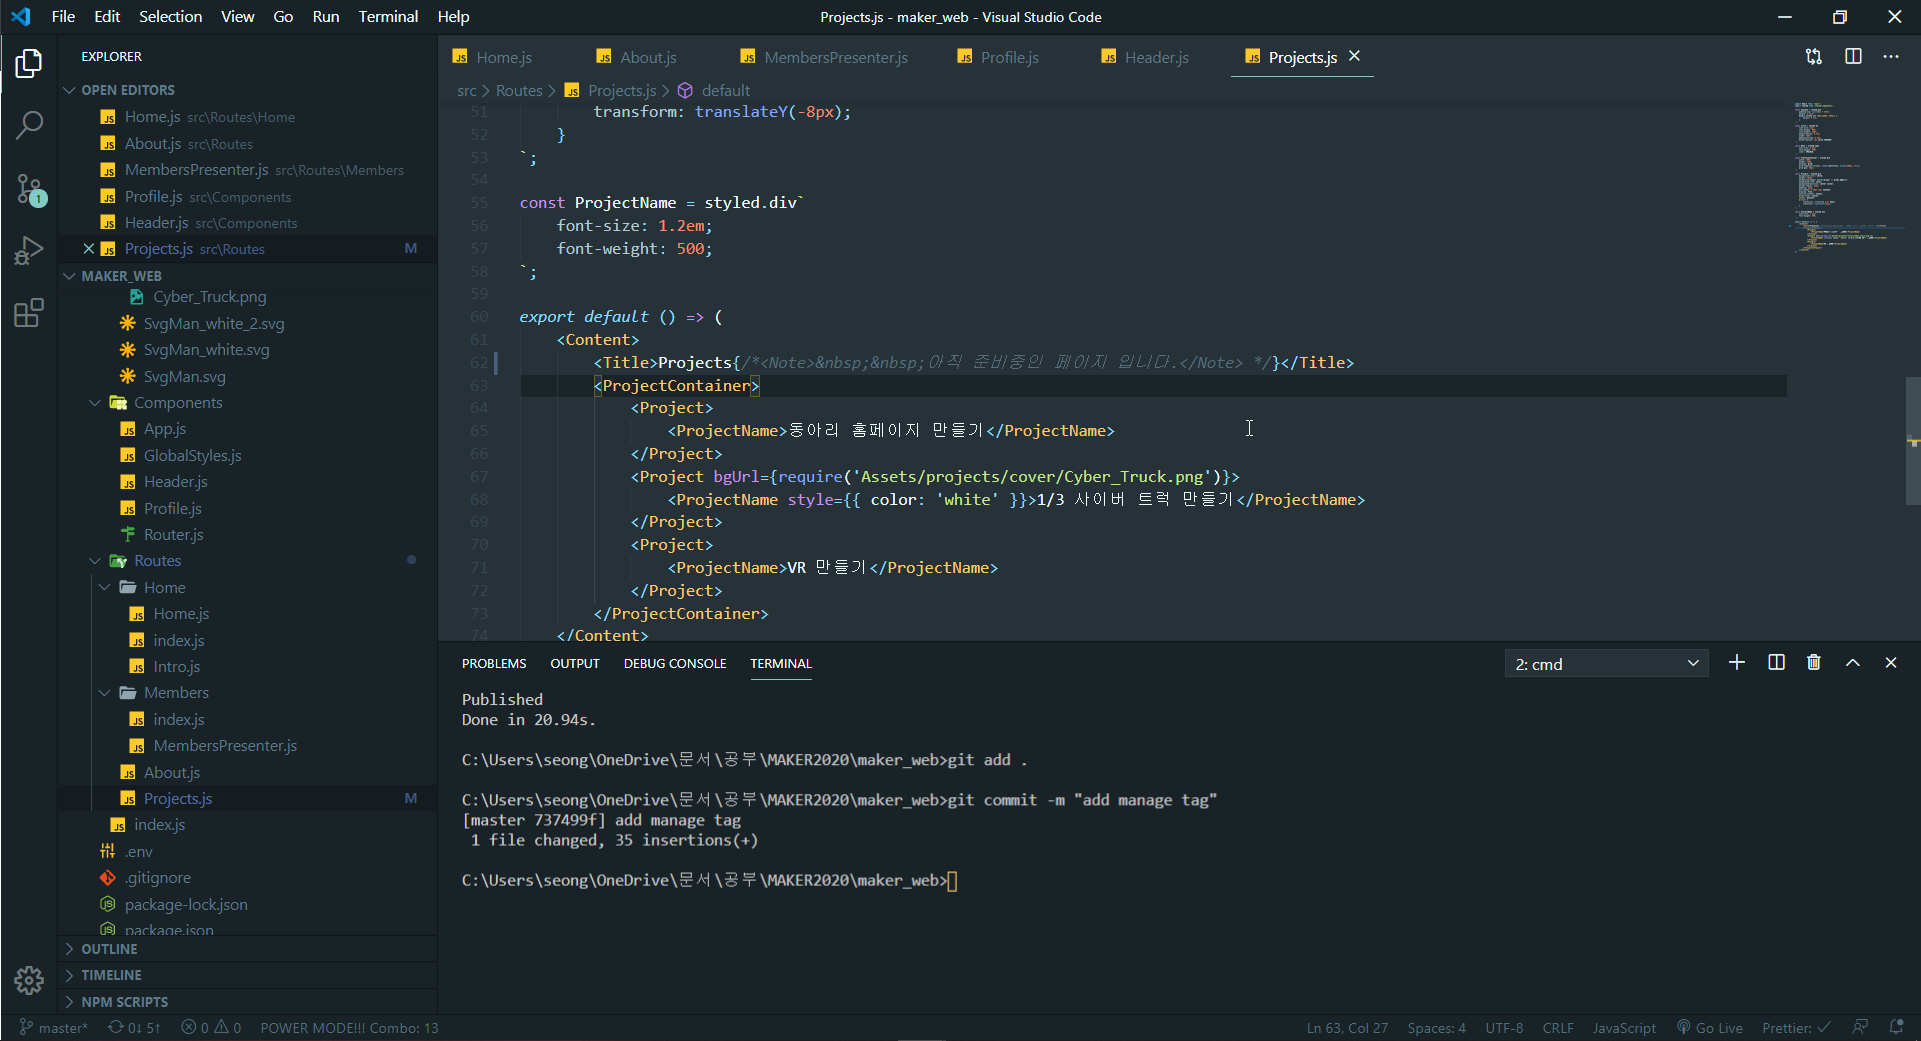 File Edit Selection View Go Run Terminal Help
Projects.js - maker_web - Visual Studio Code
EXPLORER
OPEN EDITORS
Home.js src\Routes\Home
About.js src\Routes
MembersPresenter.js src\Routes\Members
Profile.js src\Components
Header.js src\Components
Projects.js src\Routes M
MAKER_WEB
Cyber_Truck.png
SvgMan_white_2.svg
SvgMan_white.svg
SvgMan.svg
Components
App.js
GlobalStyles.js
Header.js
Profile.js
Router.js
Routes
Home
Home.js
index.js
Intro.js
Members
index.js
MembersPresenter.js
About.js
Projects.js M
index.js
.env
.gitignore
package-lock.json
package.json
OUTLINE
TIMELINE
NPM SCRIPTS
1
Home.js About.js MembersPresenter.js Profile.js Header.js Projects.js
src > Routes > Projects.js > default
51 transform: translateY(-8px);
52 }
53 `;
54
55 const ProjectName = styled.div`
56 font-size: 1.2em;
57 font-weight: 500;
58 `;
59
60 export default () => (
61 <Content>
62 <Title>Projects{/*<Note>&nbsp;&nbsp;아직 준비중인 페이지 입니다.</Note> */}</Title>
63 <ProjectContainer>
64 <Project>
65 <ProjectName>동아리 홈페이지 만들기</ProjectName>
66 </Project>
67 <Project bgUrl={require('Assets/projects/cover/Cyber_Truck.png')}>
68 <ProjectName style={{ color: 'white' }}>1/3 사이버 트럭 만들기</ProjectName>
69 </Project>
70 <Project>
71 <ProjectName>VR 만들기</ProjectName>
72 </Project>
73 </ProjectContainer>
74 </Content>
PROBLEMS OUTPUT DEBUG CONSOLE TERMINAL 2: cmd
Published
Done in 20.94s.
C:\Users\seong\OneDrive\문서\공부\MAKER2020\maker_web>git add .
C:\Users\seong\OneDrive\문서\공부\MAKER2020\maker_web>git commit -m "add manage tag"
[master 737499f] add manage tag
1 file changed, 35 insertions(+)
C:\Users\seong\OneDrive\문서\공부\MAKER2020\maker_web>
master* 0↓ 5↑ 0 0 POWER MODE!!! Combo: 13 Ln 63, Col 27 Spaces: 4 UTF-8 CRLF JavaScript Go Live Prettier: ✓